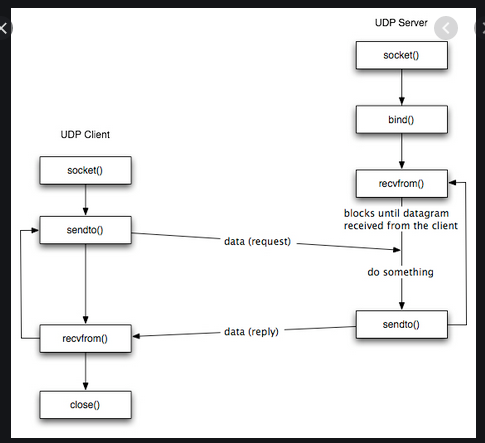 UDP Server
socket()
bind()
UDP Client
socket()
recvfrom()
blocks until datagram
received from the client
sendto()
data (request)
do something
sendto()
data (reply)
recvfrom()
close()